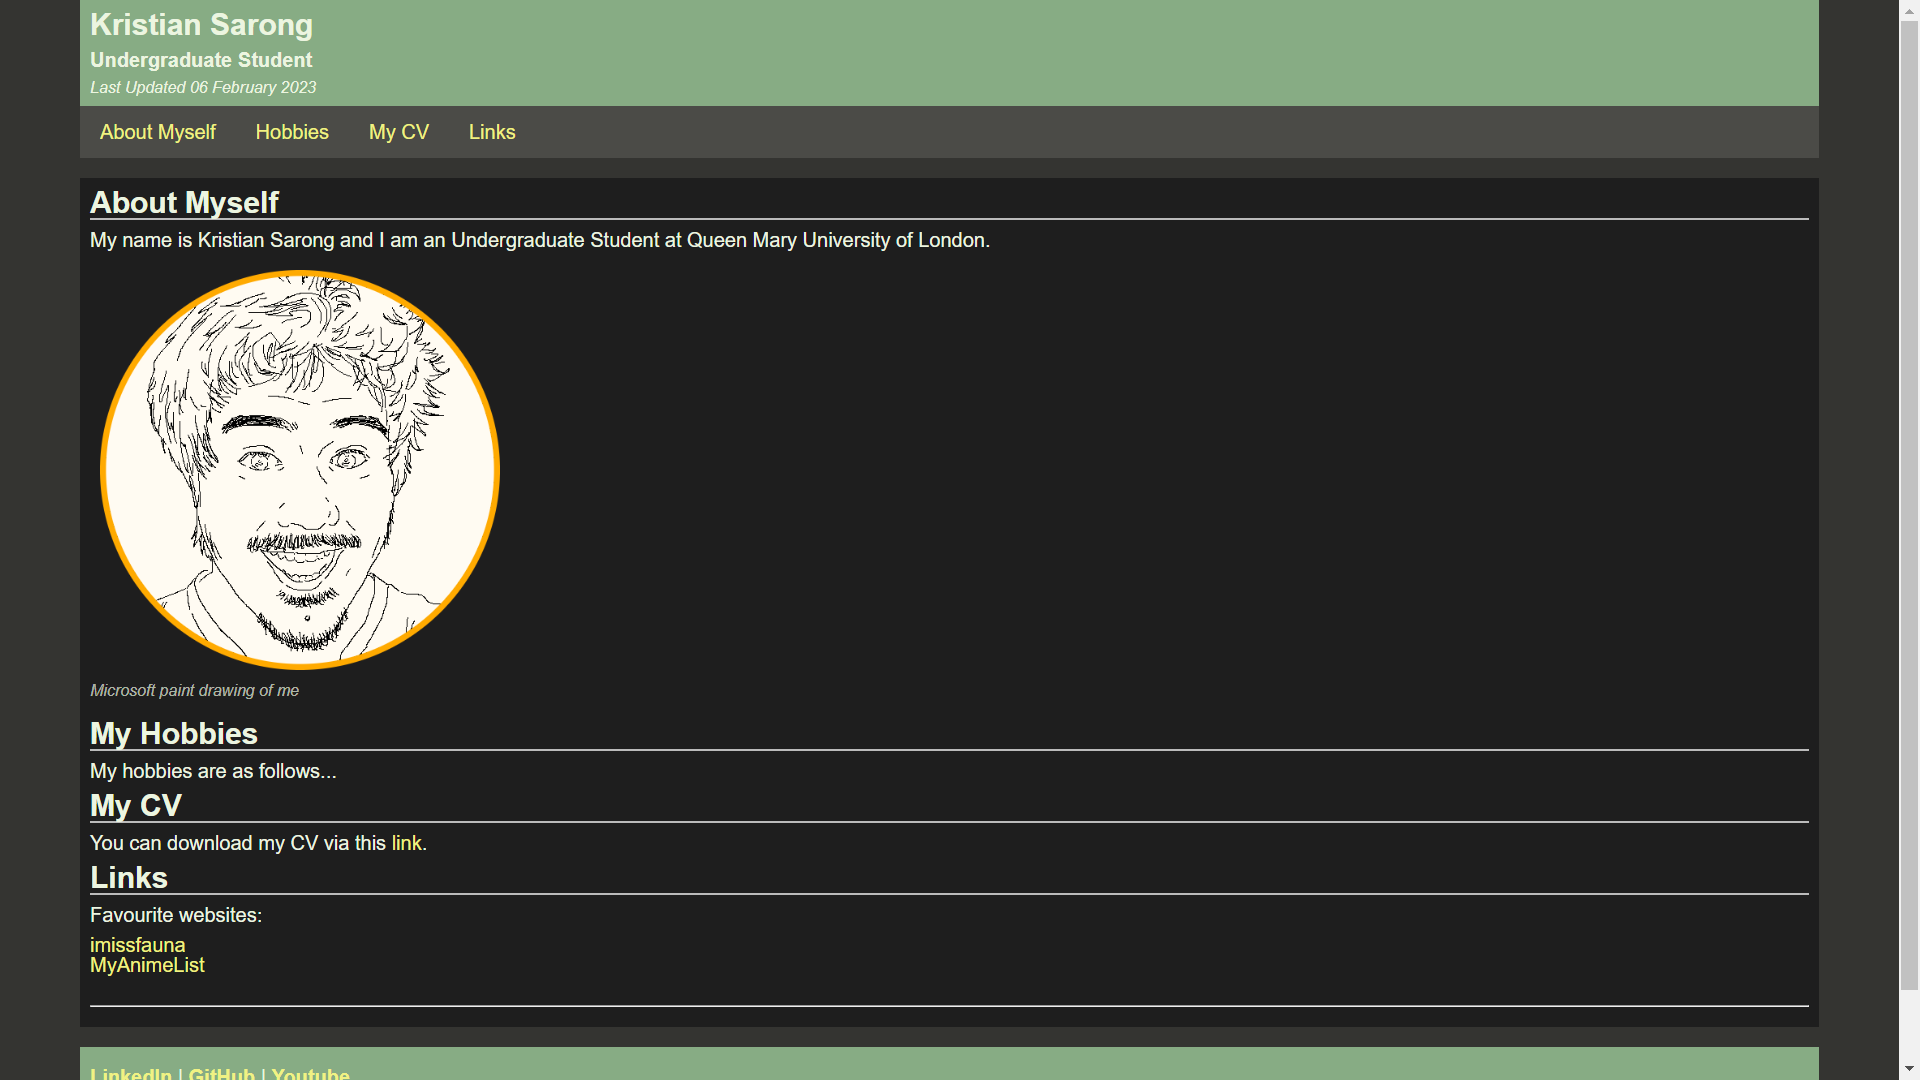 Kristian Sarong
Undergraduate Student
Last Updated 06 February 2023
About Myself Hobbies My CV Links
About Myself
My name is Kristian Sarong and I am an Undergraduate Student at Queen Mary University of London.
Microsoft paint drawing of me
My Hobbies
My hobbies are as follows...
My CV
You can download my CV via this link.
Links
Favourite websites:
imissfauna
MyAnimeList
LinkedIn | GitHub | Youtube